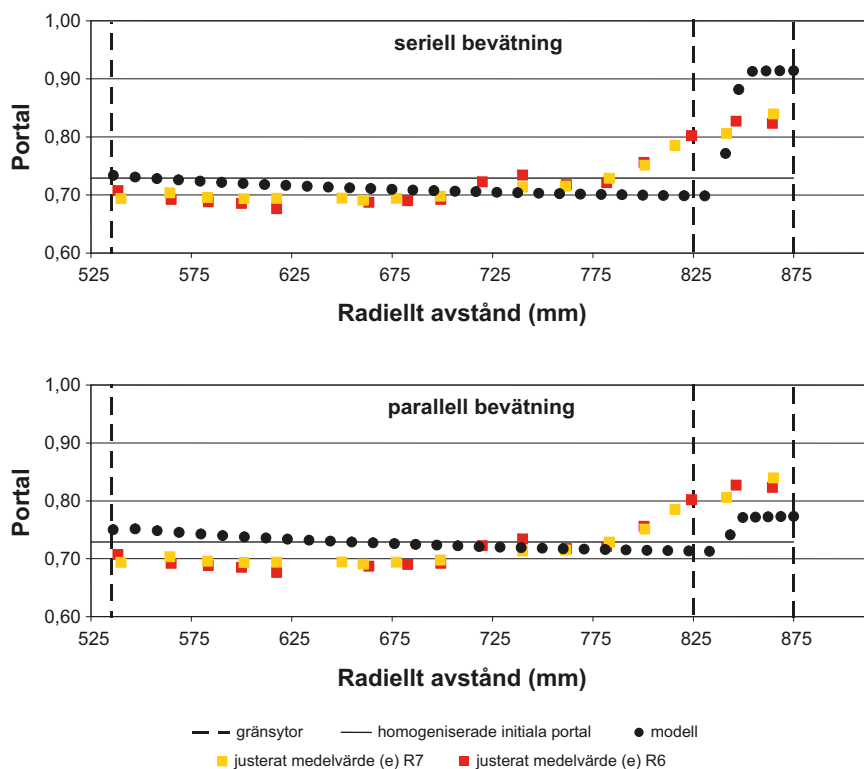 1,00
seriell bevätning
0,90
0,80
0,70
0,60
Portal
525 575 625 675 725 775 825 875
Radiellt avstånd (mm)
1,00
parallell bevätning
0,90
0,80
0,70
0,60
Portal
525 575 625 675 725 775 825 875
Radiellt avstånd (mm)
gränsytor homogeniserade initiala portal modell
justerat medelvärde (e) R7 justerat medelvärde (e) R6